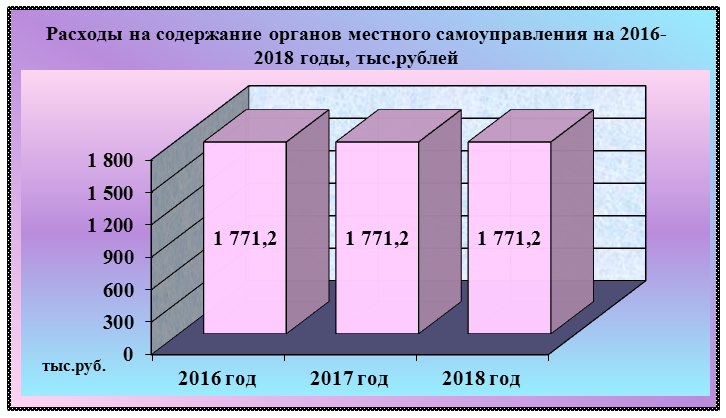 Расходы на содержание органов местного самоуправления на 2016-
2018 годы, тыс.рублей
1 800
1 500
1 200
900
600
300
0
1 771,2
1 771,2
1 771,2
тыс.руб.
2016 год
2017 год
2018 год